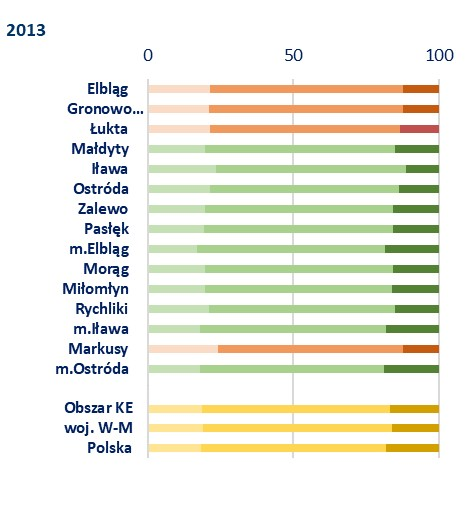 2013
0 50 100
Elbląg
Gronowo...
Łukta
Małdyty
Iława
Ostróda
Zalewo
Pasłęk
m.Elbląg
Morąg
Miłomłyn
Rychliki
m.Iława
Markusy
m.Ostróda
Obszar KE
woj. W-M
Polska